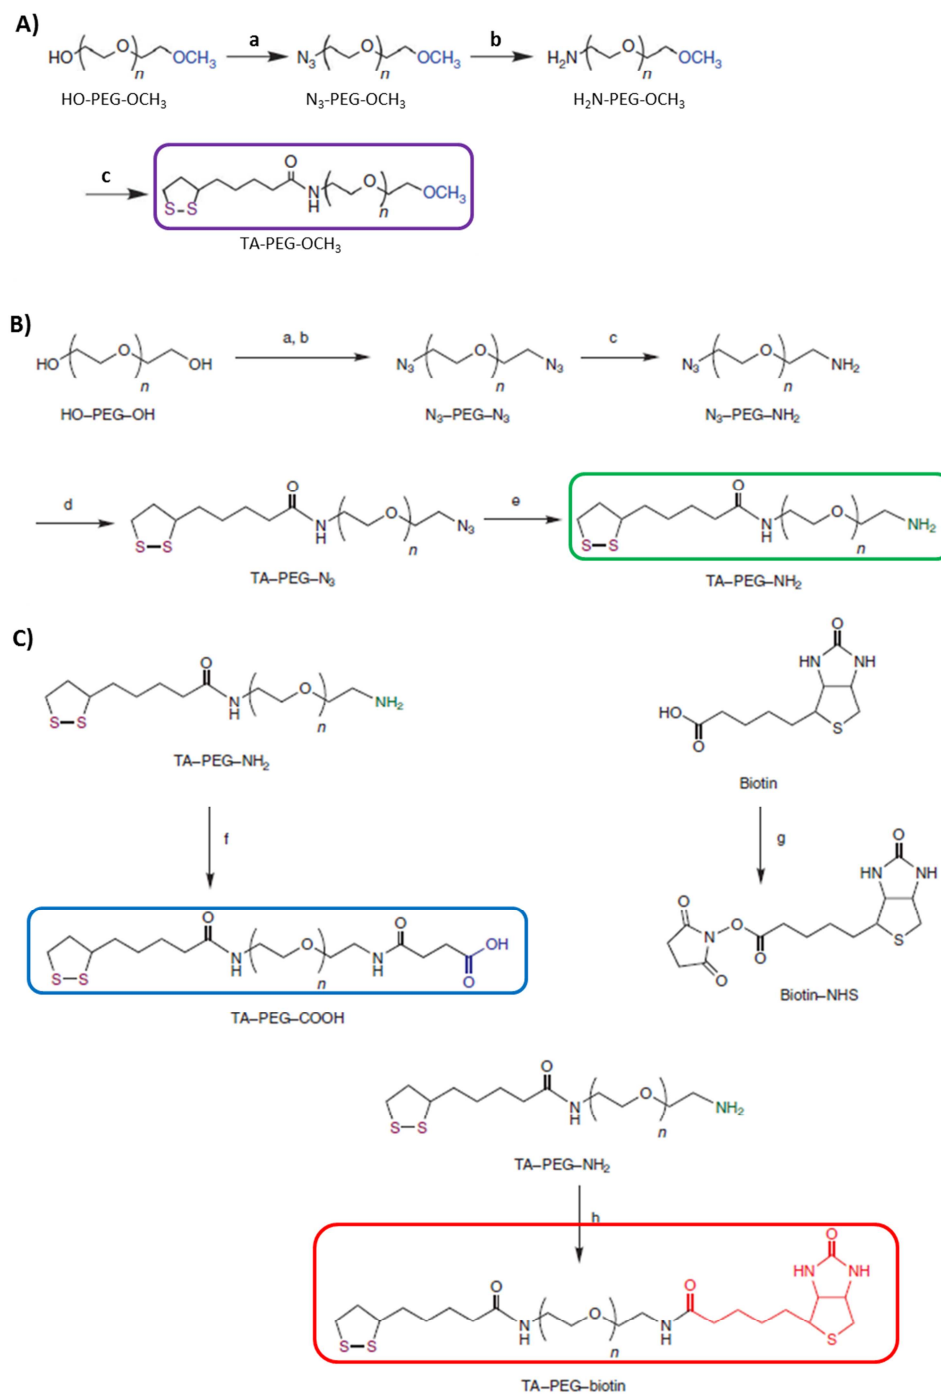 A)
HO O n OCH₃
a
N₃ O n OCH₃
b
H₂N O n OCH₃
HO-PEG-OCH₃
N₃-PEG-OCH₃
H₂N-PEG-OCH₃
c
S S O N H O n OCH₃
TA-PEG-OCH₃
B)
HO O n OH
a, b
N₃ O n N₃
c
N₃ O n NH₂
HO–PEG–OH
N₃–PEG–N₃
N₃–PEG–NH₂
d
S S O N H O n N₃
e
S S O N H O n NH₂
TA–PEG–N₃
TA–PEG–NH₂
C)
S S O N H O n NH₂
TA–PEG–NH₂
O HN NH S HO O
Biotin
f
g
S S O N H O n N H O OH O
TA–PEG–COOH
O N O O O O HN NH S
Biotin–NHS
S S O N H O n NH₂
TA–PEG–NH₂
h
S S O N H O n N H O O HN NH S
TA–PEG–biotin